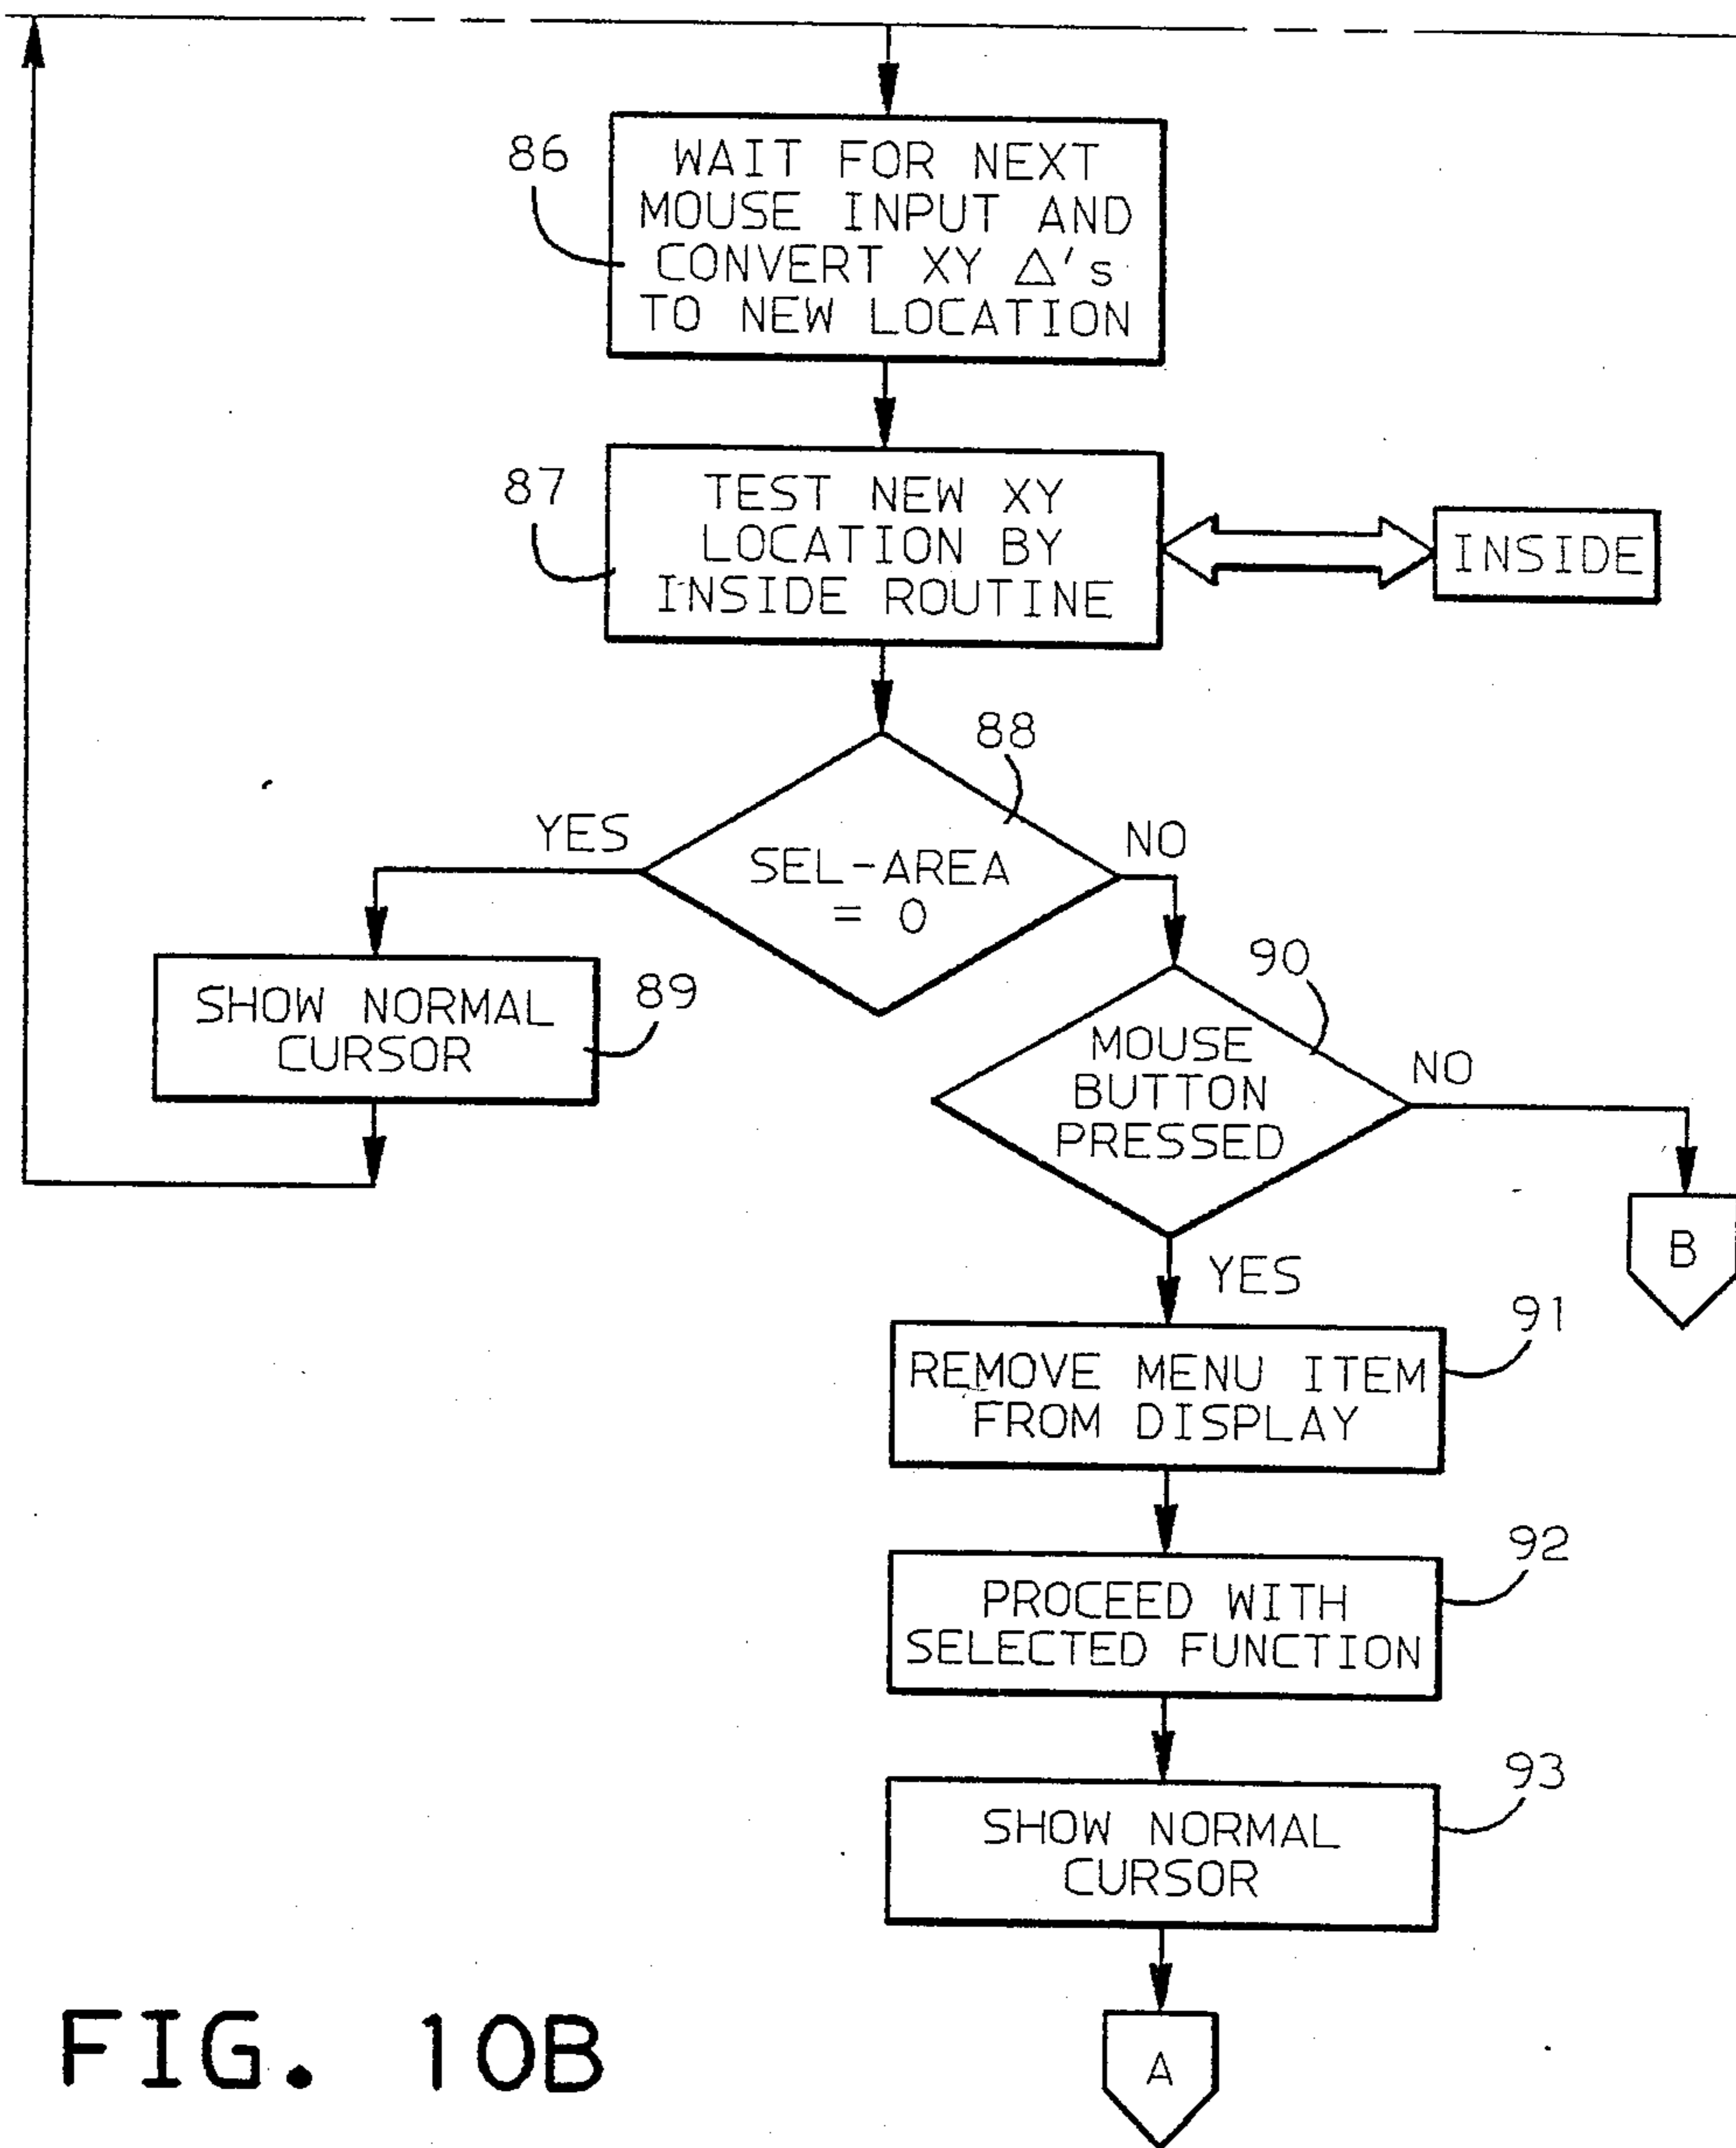 86
WAIT FOR NEXT
MOUSE INPUT AND
CONVERT XY Δ's
TO NEW LOCATION
87
TEST NEW XY
LOCATION BY
INSIDE ROUTINE
INSIDE
88
YES
SEL-AREA
= 0
NO
SHOW NORMAL
CURSOR
89
90
MOUSE
BUTTON
PRESSED
NO
B
YES
91
REMOVE MENU ITEM
FROM DISPLAY
92
PROCEED WITH
SELECTED FUNCTION
93
SHOW NORMAL
CURSOR
A
FIG. 10B